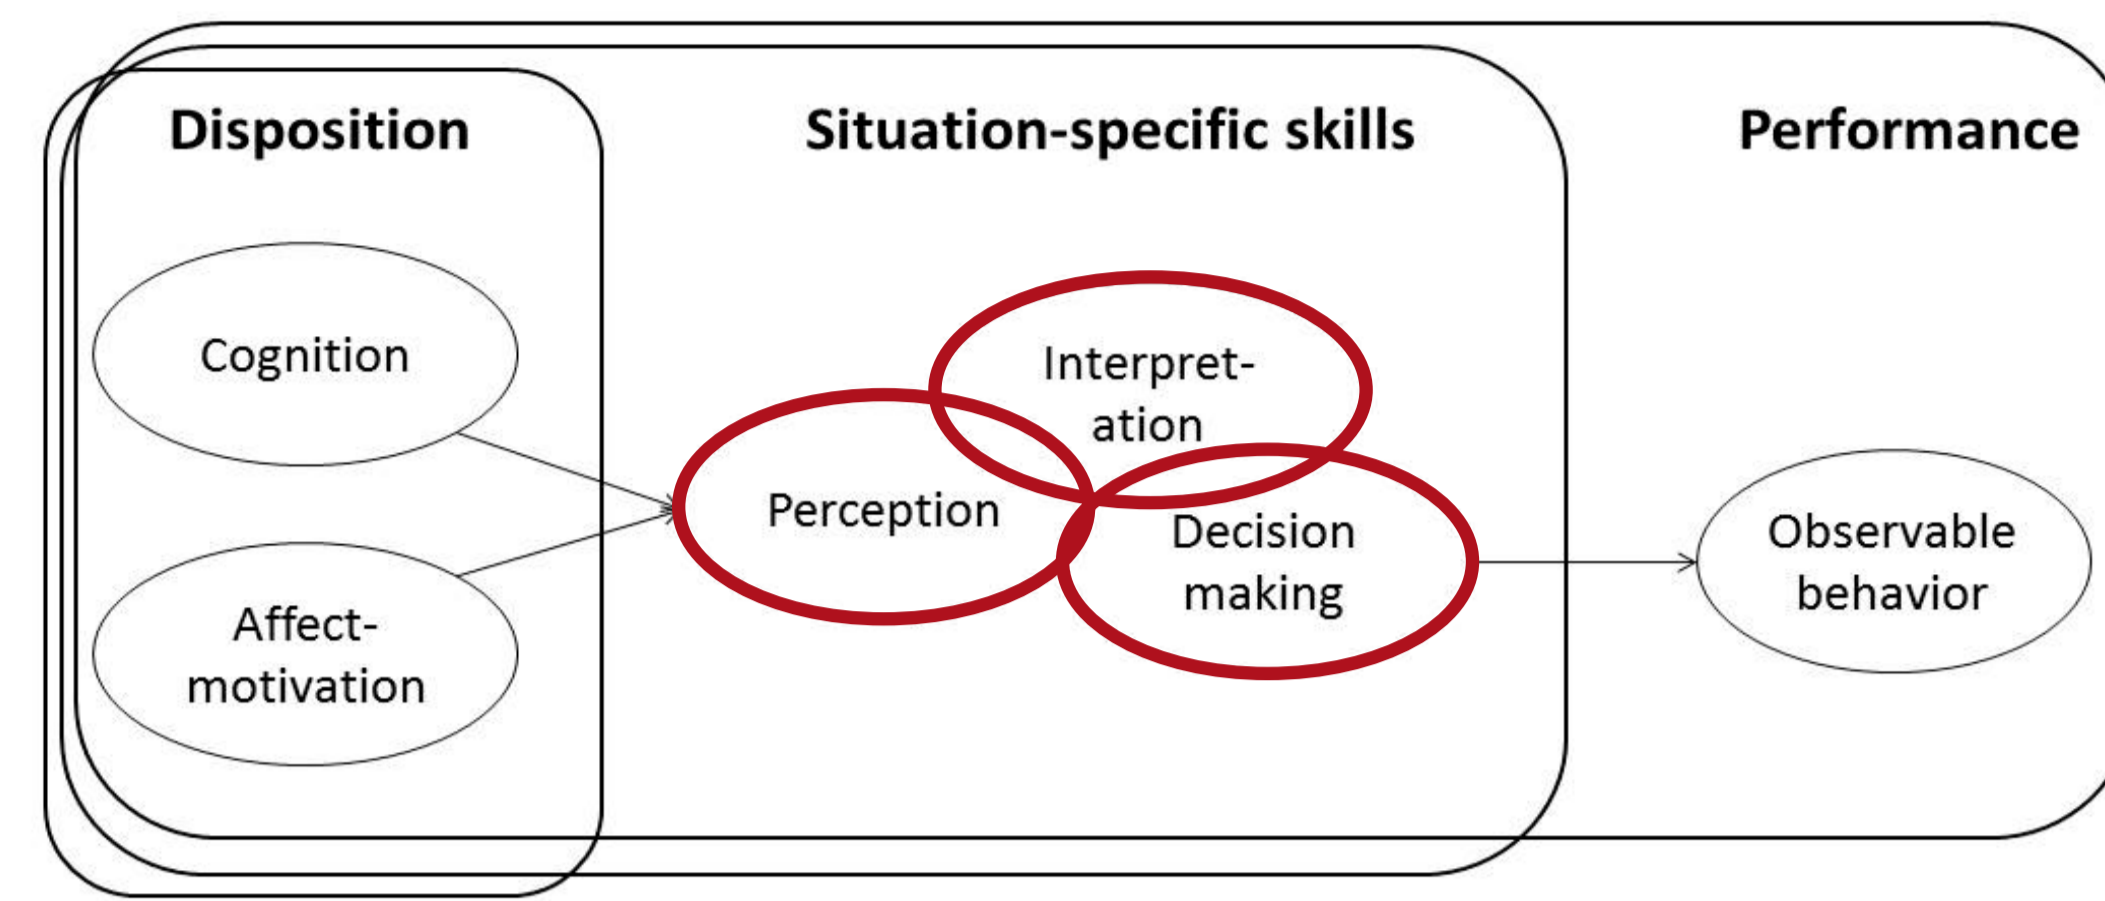 Disposition
Situation-specific skills
Performance
Cognition
Affect-
motivation
Perception
Interpret-
ation
Decision
making
Observable
behavior